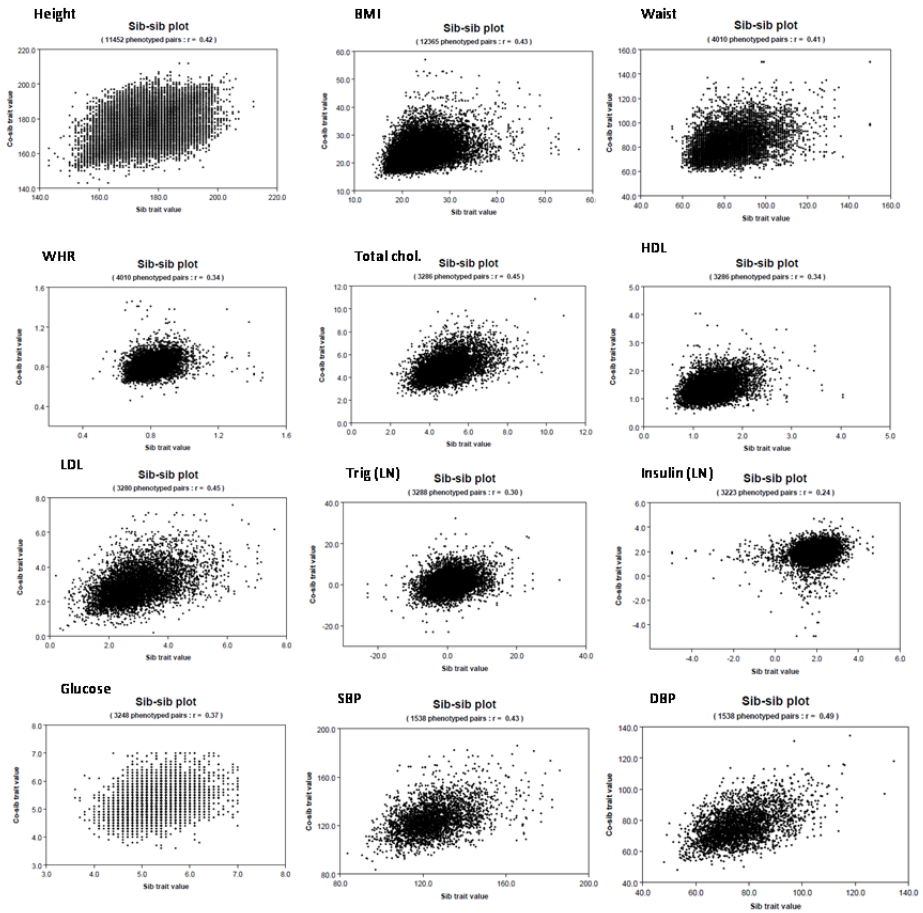 Height
Sib-sib plot
( 11452 phenotyped pairs : r = 0.42 )
Co-sib trait value
220.0
200.0
180.0
160.0
140.0
140.0 160.0 180.0 200.0 220.0
Sib trait value
BMI
Sib-sib plot
( 12365 phenotyped pairs : r = 0.43 )
Co-sib trait value
60.0
50.0
40.0
30.0
20.0
10.0
10.0 20.0 30.0 40.0 50.0 60.0
Sib trait value
Waist
Sib-sib plot
( 4010 phenotyped pairs : r = 0.41 )
Co-sib trait value
160.0
140.0
120.0
100.0
80.0
60.0
40.0
40.0 60.0 80.0 100.0 120.0 140.0 160.0
Sib trait value
WHR
Sib-sib plot
( 4010 phenotyped pairs : r = 0.34 )
Co-sib trait value
1.6
1.2
0.8
0.4
0.4 0.8 1.2 1.6
Sib trait value
Total chol.
Sib-sib plot
( 3286 phenotyped pairs : r = 0.45 )
Co-sib trait value
12.0
10.0
8.0
6.0
4.0
2.0
0.0
0.0 2.0 4.0 6.0 8.0 10.0 12.0
Sib trait value
HDL
Sib-sib plot
( 3286 phenotyped pairs : r = 0.34 )
Co-sib trait value
5.0
4.0
3.0
2.0
1.0
0.0
0.0 1.0 2.0 3.0 4.0 5.0
Sib trait value
LDL
Sib-sib plot
( 3280 phenotyped pairs : r = 0.45 )
Co-sib trait value
8.0
6.0
4.0
2.0
0.0
0.0 2.0 4.0 6.0 8.0
Sib trait value
Trig (LN)
Sib-sib plot
( 3288 phenotyped pairs : r = 0.30 )
Co-sib trait value
40.0
20.0
0.0
-20.0
-20.0 0.0 20.0 40.0
Sib trait value
Insulin (LN)
Sib-sib plot
( 3223 phenotyped pairs : r = 0.24 )
Co-sib trait value
6.0
4.0
2.0
0.0
-2.0
-4.0
-4.0 -2.0 0.0 2.0 4.0 6.0
Sib trait value
Glucose
Sib-sib plot
( 3248 phenotyped pairs : r = 0.37 )
Co-sib trait value
8.0
7.0
6.0
5.0
4.0
3.0
3.0 4.0 5.0 6.0 7.0 8.0
Sib trait value
SBP
Sib-sib plot
( 1538 phenotyped pairs : r = 0.43 )
Co-sib trait value
200.0
160.0
120.0
80.0
80.0 120.0 160.0 200.0
Sib trait value
DBP
Sib-sib plot
( 1538 phenotyped pairs : r = 0.49 )
Co-sib trait value
140.0
120.0
100.0
80.0
60.0
40.0
40.0 60.0 80.0 100.0 120.0 140.0
Sib trait value